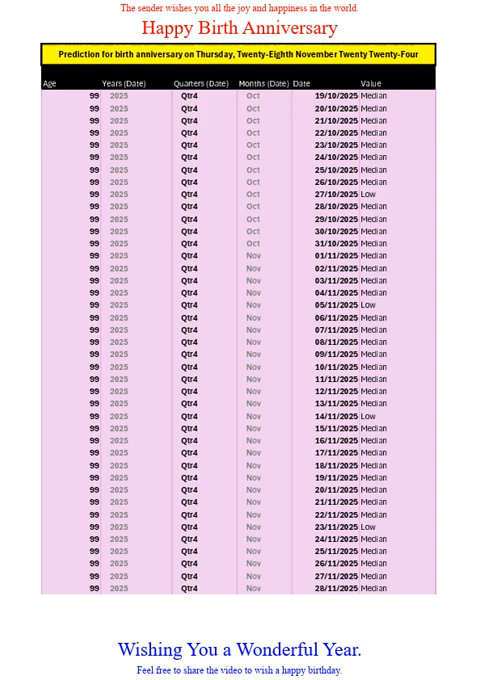 The sender wishes you all the joy and happiness in the world.
Happy Birth Anniversary
Prediction for birth anniversary on Thursday, Twenty-Eighth November Twenty Twenty-Four
Age Years (Date) Quarters (Date) Months (Date) Date Value
99 2025 Qtr4 Oct 19/10/2025 Median
99 2025 Qtr4 Oct 20/10/2025 Median
99 2025 Qtr4 Oct 21/10/2025 Median
99 2025 Qtr4 Oct 22/10/2025 Median
99 2025 Qtr4 Oct 23/10/2025 Median
99 2025 Qtr4 Oct 24/10/2025 Median
99 2025 Qtr4 Oct 25/10/2025 Median
99 2025 Qtr4 Oct 26/10/2025 Median
99 2025 Qtr4 Oct 27/10/2025 Low
99 2025 Qtr4 Oct 28/10/2025 Median
99 2025 Qtr4 Oct 29/10/2025 Median
99 2025 Qtr4 Oct 30/10/2025 Median
99 2025 Qtr4 Oct 31/10/2025 Median
99 2025 Qtr4 Nov 01/11/2025 Median
99 2025 Qtr4 Nov 02/11/2025 Median
99 2025 Qtr4 Nov 03/11/2025 Median
99 2025 Qtr4 Nov 04/11/2025 Median
99 2025 Qtr4 Nov 05/11/2025 Low
99 2025 Qtr4 Nov 06/11/2025 Median
99 2025 Qtr4 Nov 07/11/2025 Median
99 2025 Qtr4 Nov 08/11/2025 Median
99 2025 Qtr4 Nov 09/11/2025 Median
99 2025 Qtr4 Nov 10/11/2025 Median
99 2025 Qtr4 Nov 11/11/2025 Median
99 2025 Qtr4 Nov 12/11/2025 Median
99 2025 Qtr4 Nov 13/11/2025 Median
99 2025 Qtr4 Nov 14/11/2025 Low
99 2025 Qtr4 Nov 15/11/2025 Median
99 2025 Qtr4 Nov 16/11/2025 Median
99 2025 Qtr4 Nov 17/11/2025 Median
99 2025 Qtr4 Nov 18/11/2025 Median
99 2025 Qtr4 Nov 19/11/2025 Median
99 2025 Qtr4 Nov 20/11/2025 Median
99 2025 Qtr4 Nov 21/11/2025 Median
99 2025 Qtr4 Nov 22/11/2025 Median
99 2025 Qtr4 Nov 23/11/2025 Low
99 2025 Qtr4 Nov 24/11/2025 Median
99 2025 Qtr4 Nov 25/11/2025 Median
99 2025 Qtr4 Nov 26/11/2025 Median
99 2025 Qtr4 Nov 27/11/2025 Median
99 2025 Qtr4 Nov 28/11/2025 Median
Wishing You a Wonderful Year.
Feel free to share the video to wish a happy birthday.